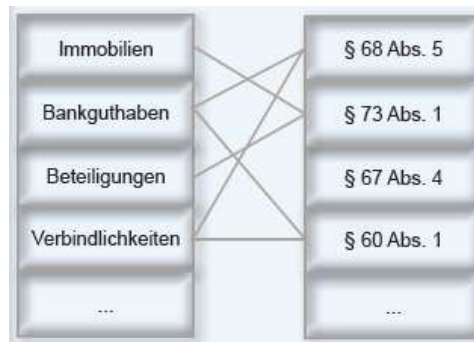 Immobilien
Bankguthaben
Beteiligungen
Verbindlichkeiten
...
§ 68 Abs. 5
§ 73 Abs. 1
§ 67 Abs. 4
§ 60 Abs. 1
...